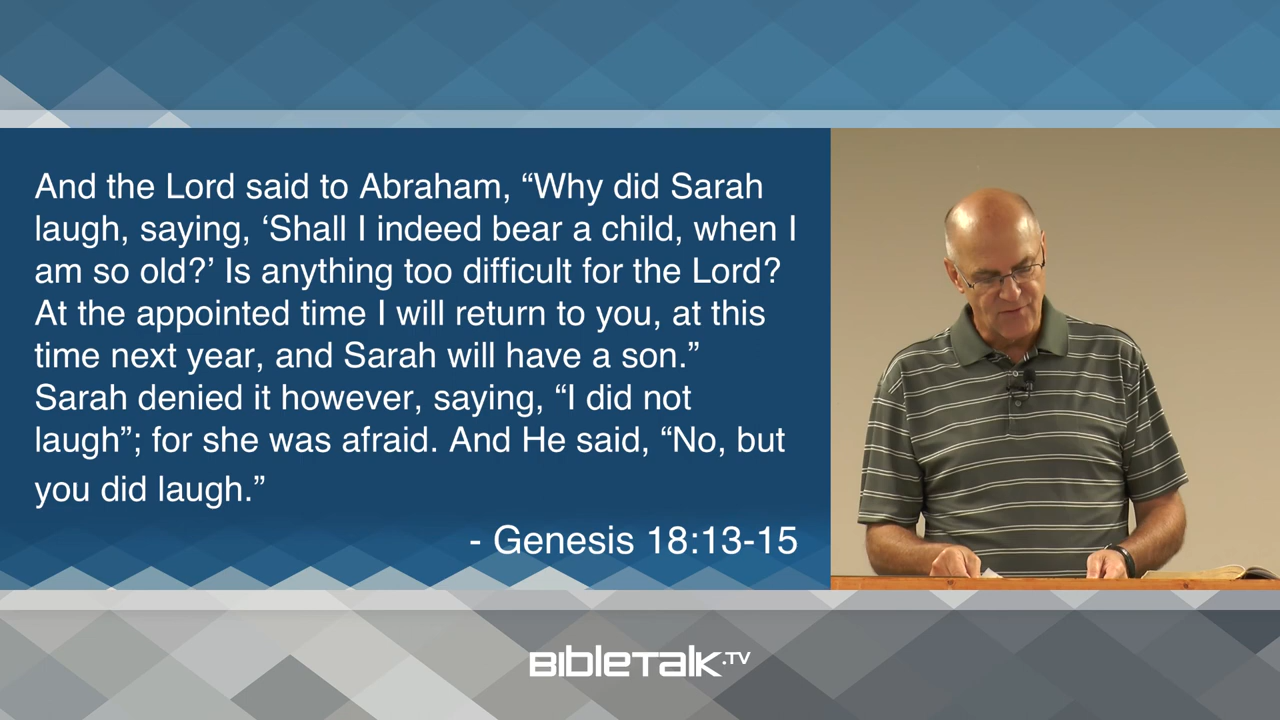 And the Lord said to Abraham, “Why did Sarah
laugh, saying, ‘Shall I indeed bear a child, when I
am so old?’ Is anything too difficult for the Lord?
At the appointed time I will return to you, at this
time next year, and Sarah will have a son.”
Sarah denied it however, saying, “I did not
laugh”; for she was afraid. And He said, “No, but
you did laugh.”
- Genesis 18:13-15
BIBLETALK.TV